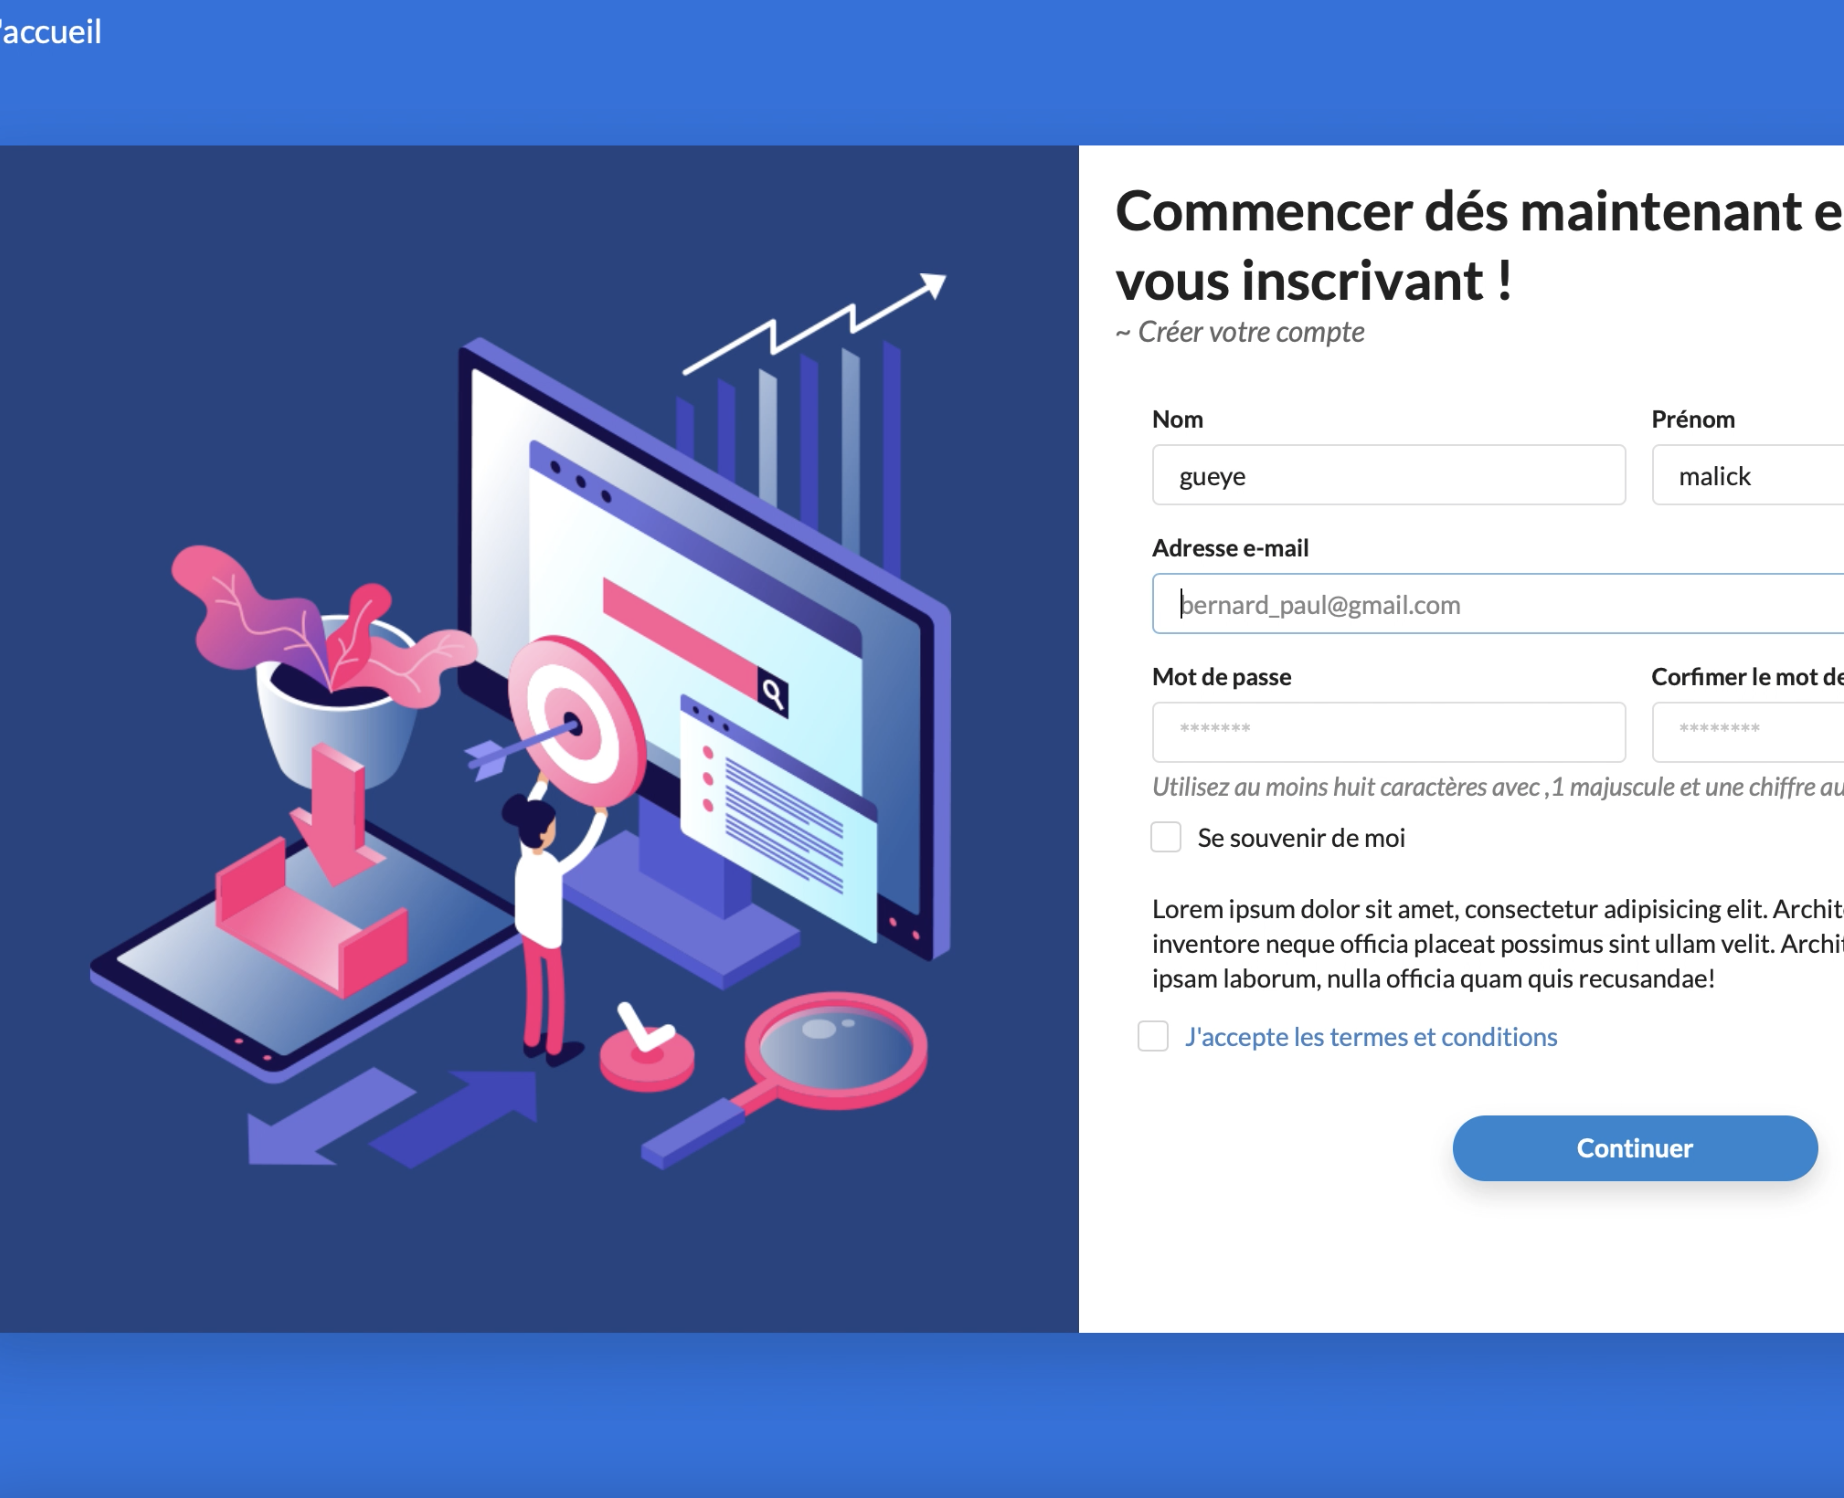 'accueil
Commencer dés maintenant e
vous inscrivant !
~ Créer votre compte
Nom
Prénom
gueye
malick
Adresse e-mail
bernard_paul@gmail.com
Mot de passe
Corfimer le mot de
*******
********
Utilisez au moins huit caractères avec ,1 majuscule et une chiffre au
Se souvenir de moi
Lorem ipsum dolor sit amet, consectetur adipisicing elit. Archit
inventore neque officia placeat possimus sint ullam velit. Archit
ipsam laborum, nulla officia quam quis recusandae!
J'accepte les termes et conditions
Continuer